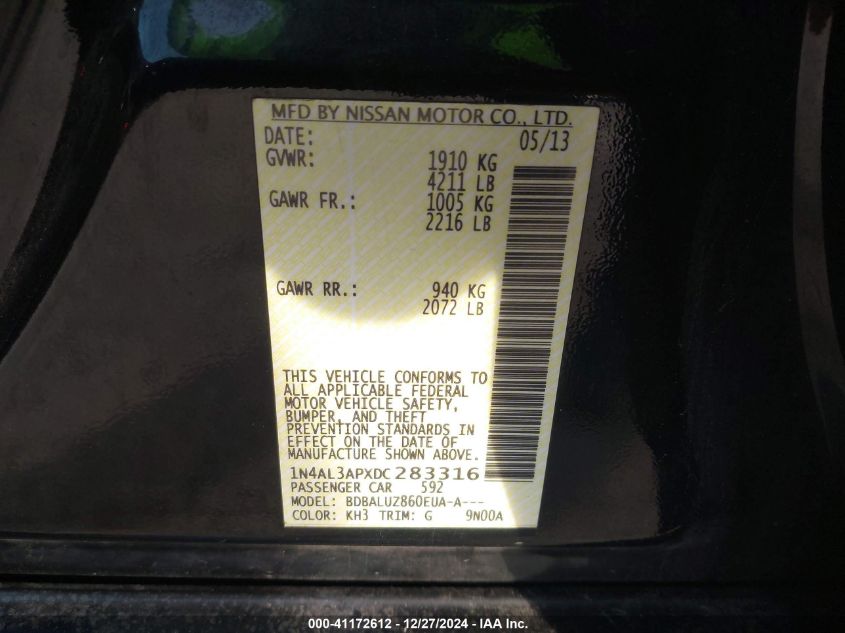 MFD BY NISSAN MOTOR CO., LTD.
DATE: 05/13
GVWR: 1910 KG
4211 LB
GAWR FR.: 1005 KG
2216 LB
GAWR RR.: 940 KG
2072 LB
THIS VEHICLE CONFORMS TO
ALL APPLICABLE FEDERAL
MOTOR VEHICLE SAFETY,
BUMPER, AND THEFT
PREVENTION STANDARDS IN
EFFECT ON THE DATE OF
MANUFACTURE SHOWN ABOVE.
1N4AL3APXDC283316
PASSENGER CAR 592
MODEL: BDBALUZ860EUA-A---
COLOR: KH3 TRIM: G 9N00A
000-41172612 - 12/27/2024 - IAA Inc.